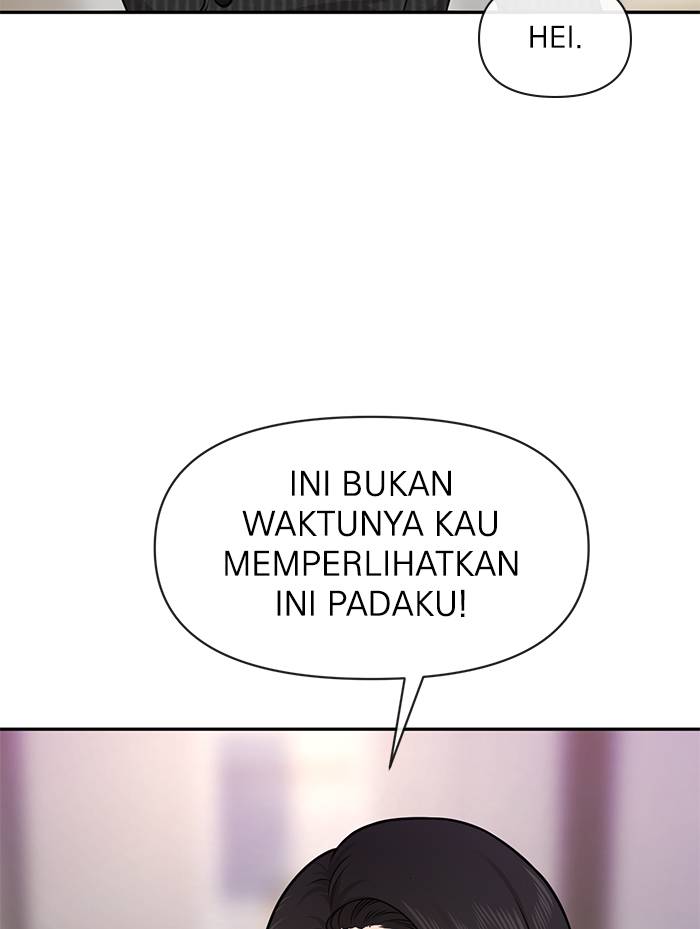 HEI.
INI BUKAN
WAKTUNYA KAU
MEMPERLIHATKAN
INI PADAKU!